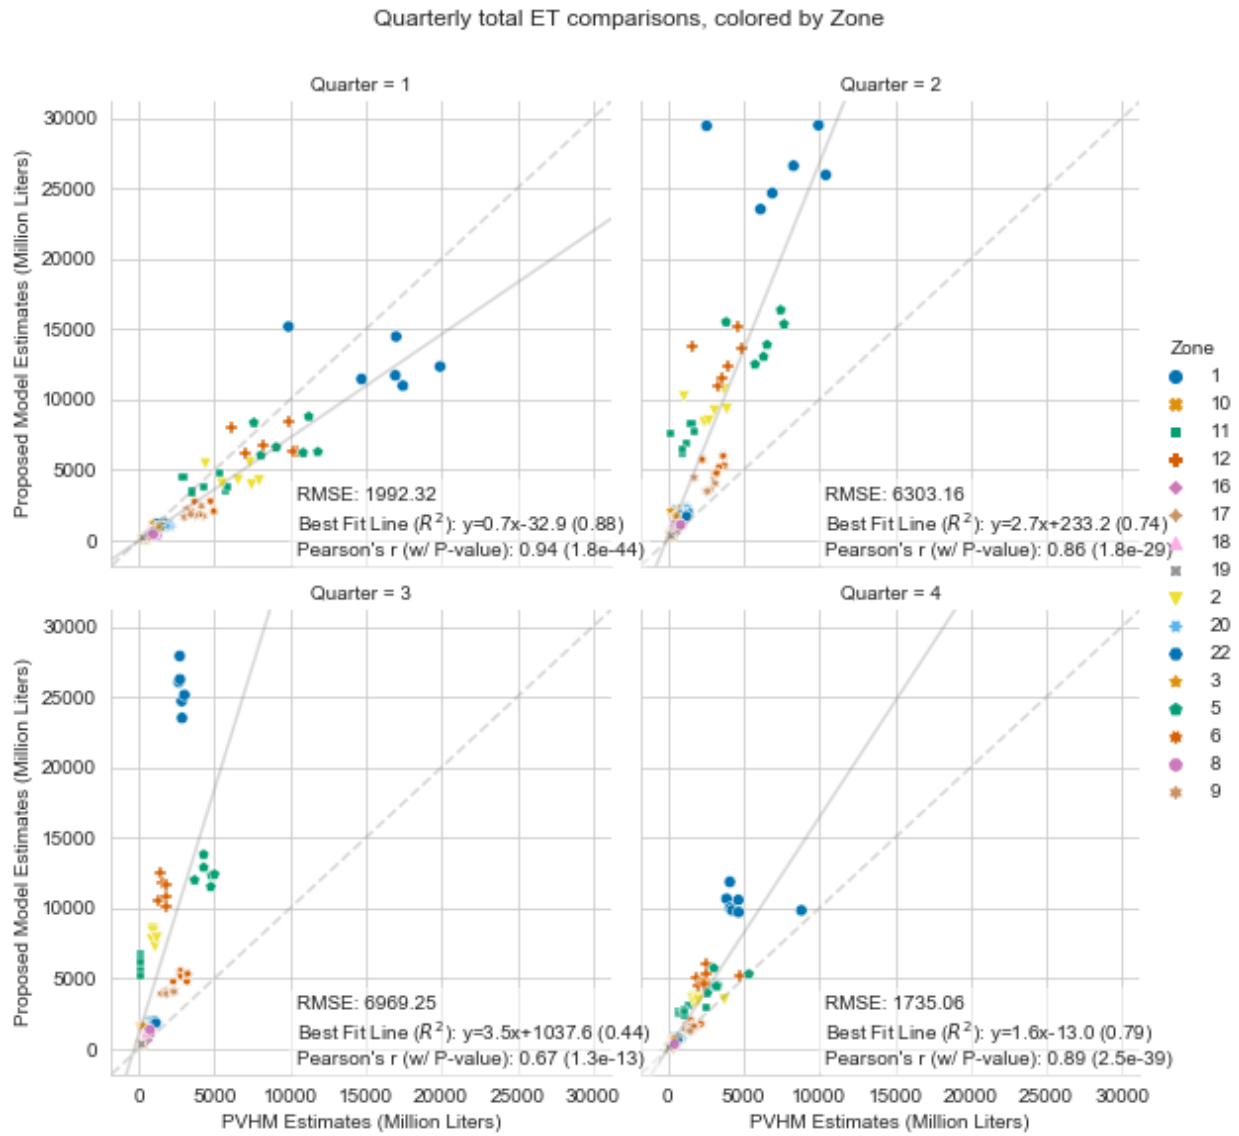 Quarterly total ET comparisons, colored by Zone
Quarter = 1
Quarter = 2
Proposed Model Estimates (Million Liters)
30000
25000
20000
15000
10000
5000
0
RMSE: 1992.32
Best Fit Line (R²): y=0.7x-32.9 (0.88)
Pearson's r (w/ P-value): 0.94 (1.8e-44)
RMSE: 6303.16
Best Fit Line (R²): y=2.7x+233.2 (0.74)
Pearson's r (w/ P-value): 0.86 (1.8e-29)
Zone
1
10
11
12
16
17
18
19
2
20
22
3
5
6
8
9
Quarter = 3
Quarter = 4
Proposed Model Estimates (Million Liters)
30000
25000
20000
15000
10000
5000
0
RMSE: 6969.25
Best Fit Line (R²): y=3.5x+1037.6 (0.44)
Pearson's r (w/ P-value): 0.67 (1.3e-13)
RMSE: 1735.06
Best Fit Line (R²): y=1.6x-13.0 (0.79)
Pearson's r (w/ P-value): 0.89 (2.5e-39)
0 5000 10000 15000 20000 25000 30000
0 5000 10000 15000 20000 25000 30000
PVHM Estimates (Million Liters)
PVHM Estimates (Million Liters)